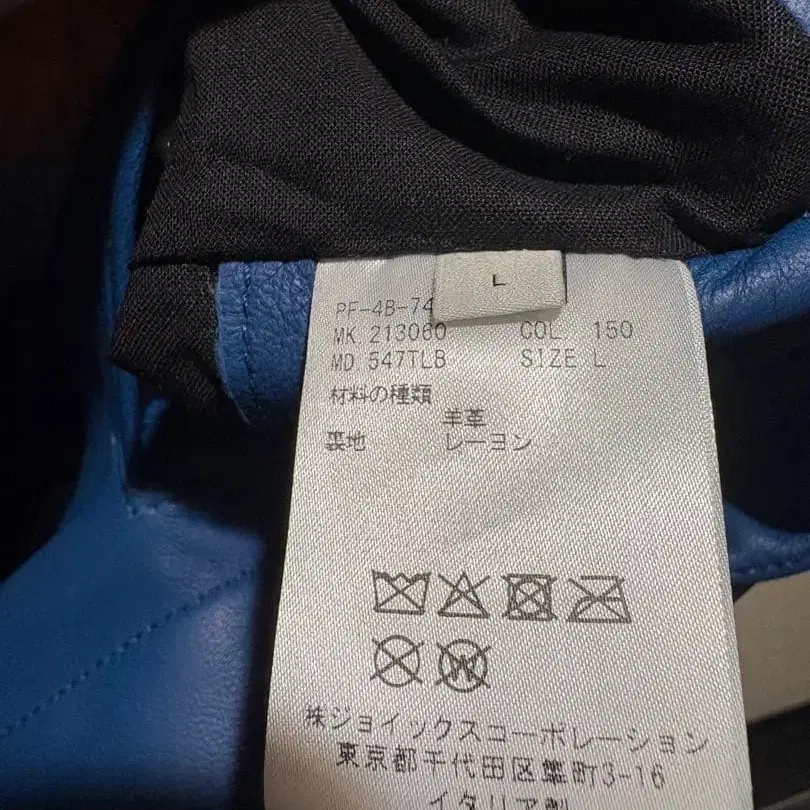 L
PF-4B-74
MK 213060 COL 150
MD 547TLB SIZE L
材料の種類
羊革
裏地 レーヨン
W
㈱ジョイックスコーポレーション
東京都千代田区隼町3-16
イタリア製